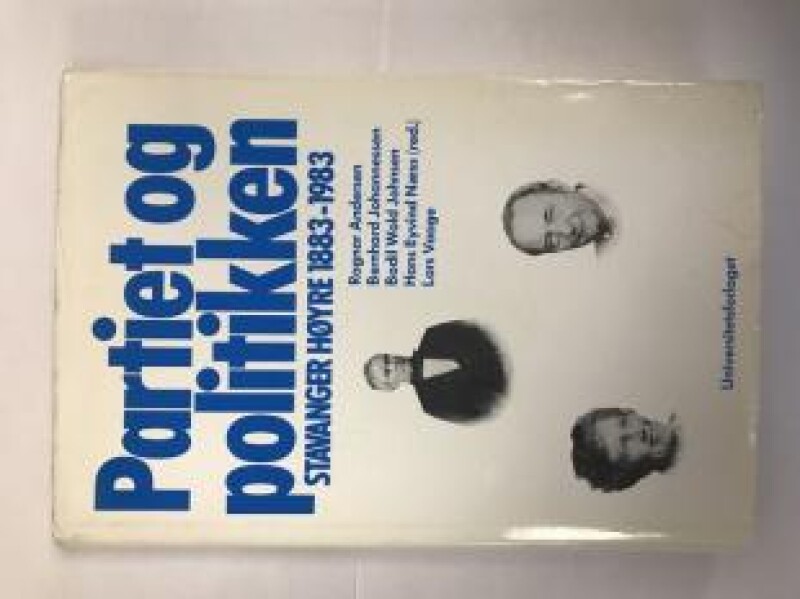 Partiet og
politikken
STAVANGER HØYRE 1883-1983
Ragnar Andersen
Bernhard Johannessen
Bodil Wold Johnsen
Hans Eyvind Næss (red.)
Lars Vaage
Universitetsforlaget